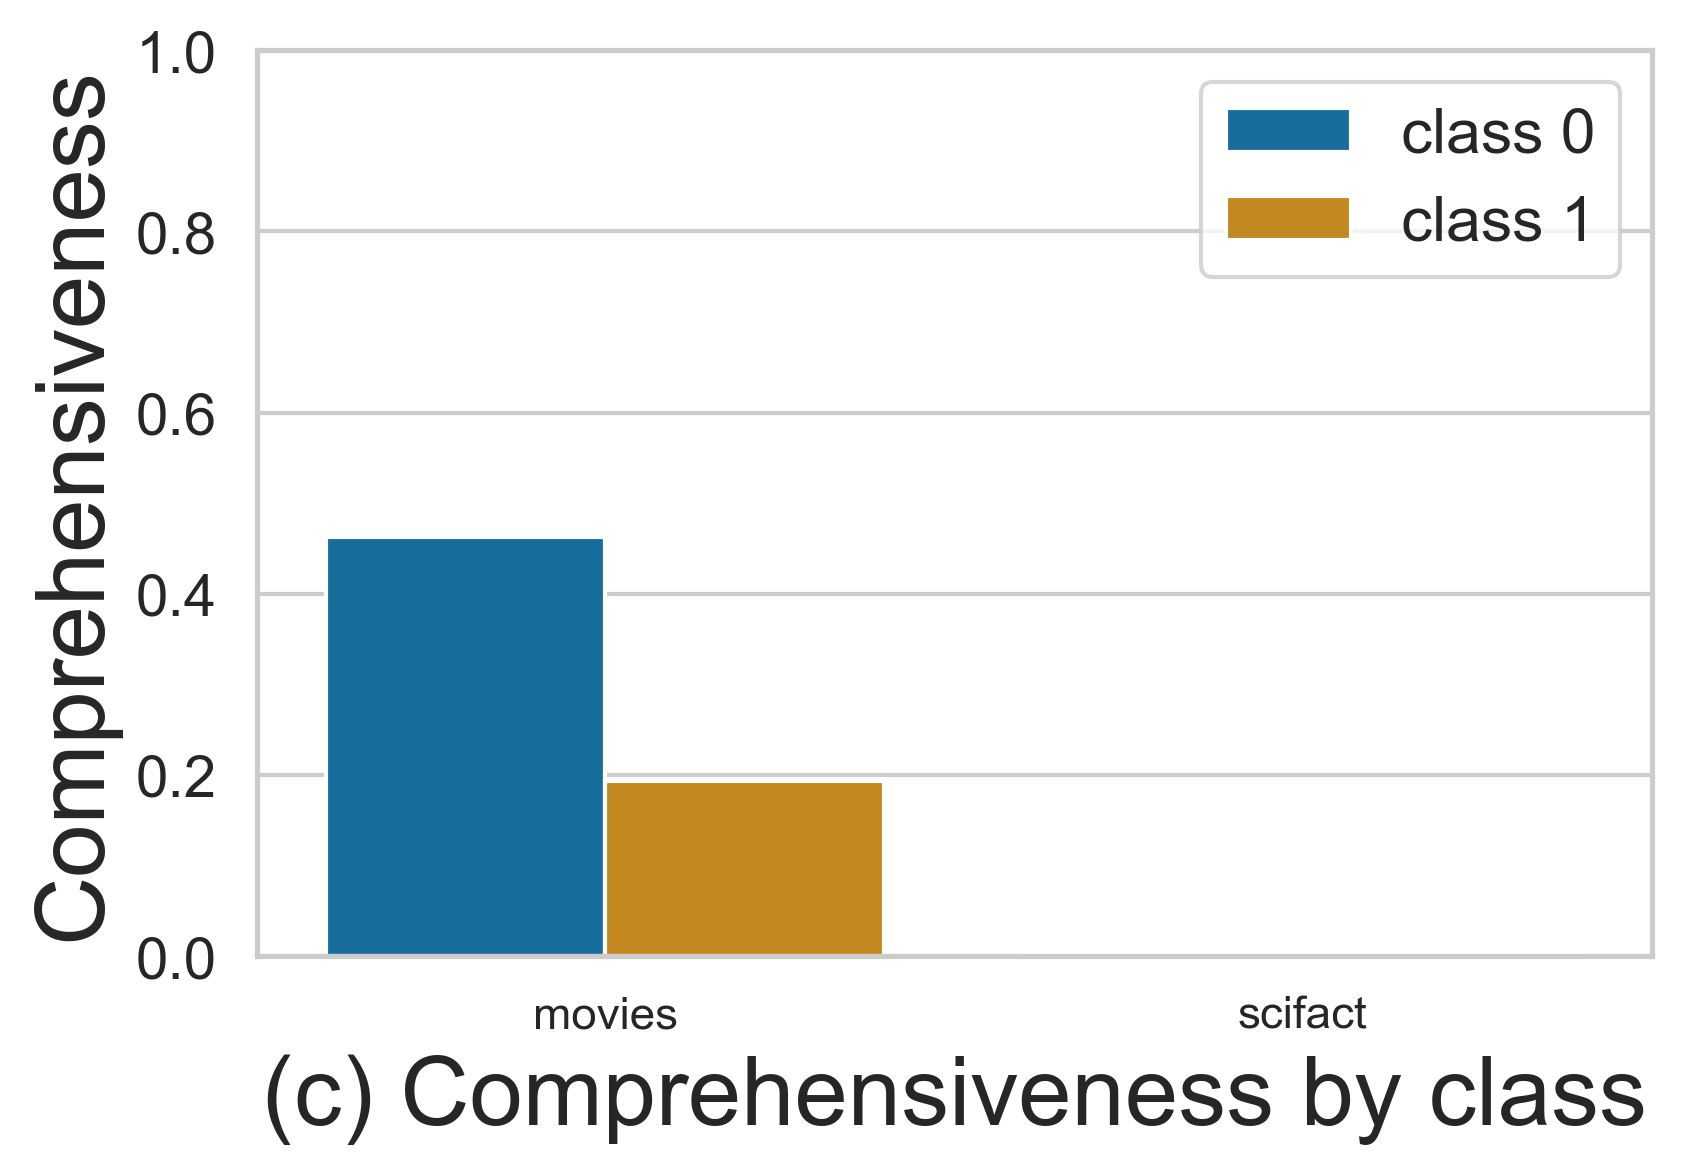 Comprehensiveness
1.0
0.8
0.6
0.4
0.2
0.0
class 0
class 1
movies
scifact
(c) Comprehensiveness by class